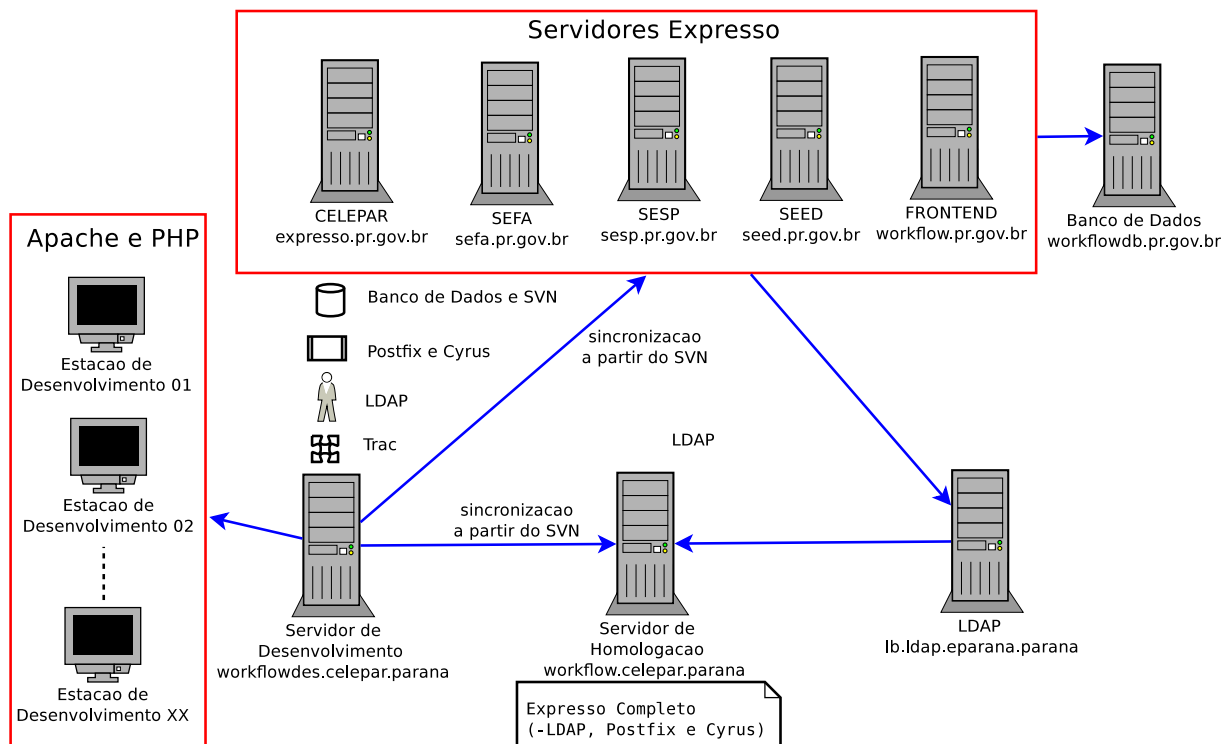 Servidores Expresso
CELEPAR
expresso.pr.gov.br
SEFA
sefa.pr.gov.br
SESP
sesp.pr.gov.br
SEED
seed.pr.gov.br
FRONTEND
workflow.pr.gov.br
Banco de Dados
workflowdb.pr.gov.br
Apache e PHP
Estacao de
Desenvolvimento 01
Estacao de
Desenvolvimento 02
Estacao de
Desenvolvimento XX
Banco de Dados e SVN
Postfix e Cyrus
LDAP
Trac
sincronizacao
a partir do SVN
LDAP
sincronizacao
a partir do SVN
Servidor de
Desenvolvimento
workflowdes.celepar.parana
Servidor de
Homologacao
workflow.celepar.parana
LDAP
lb.ldap.eparana.parana
Expresso Completo
(-LDAP, Postfix e Cyrus)